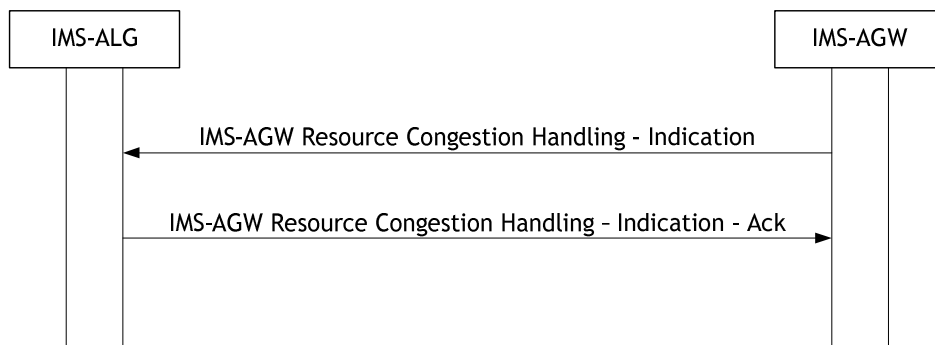 IMS-ALG
IMS-AGW
IMS-AGW Resource Congestion Handling - Indication
IMS-AGW Resource Congestion Handling – Indication - Ack